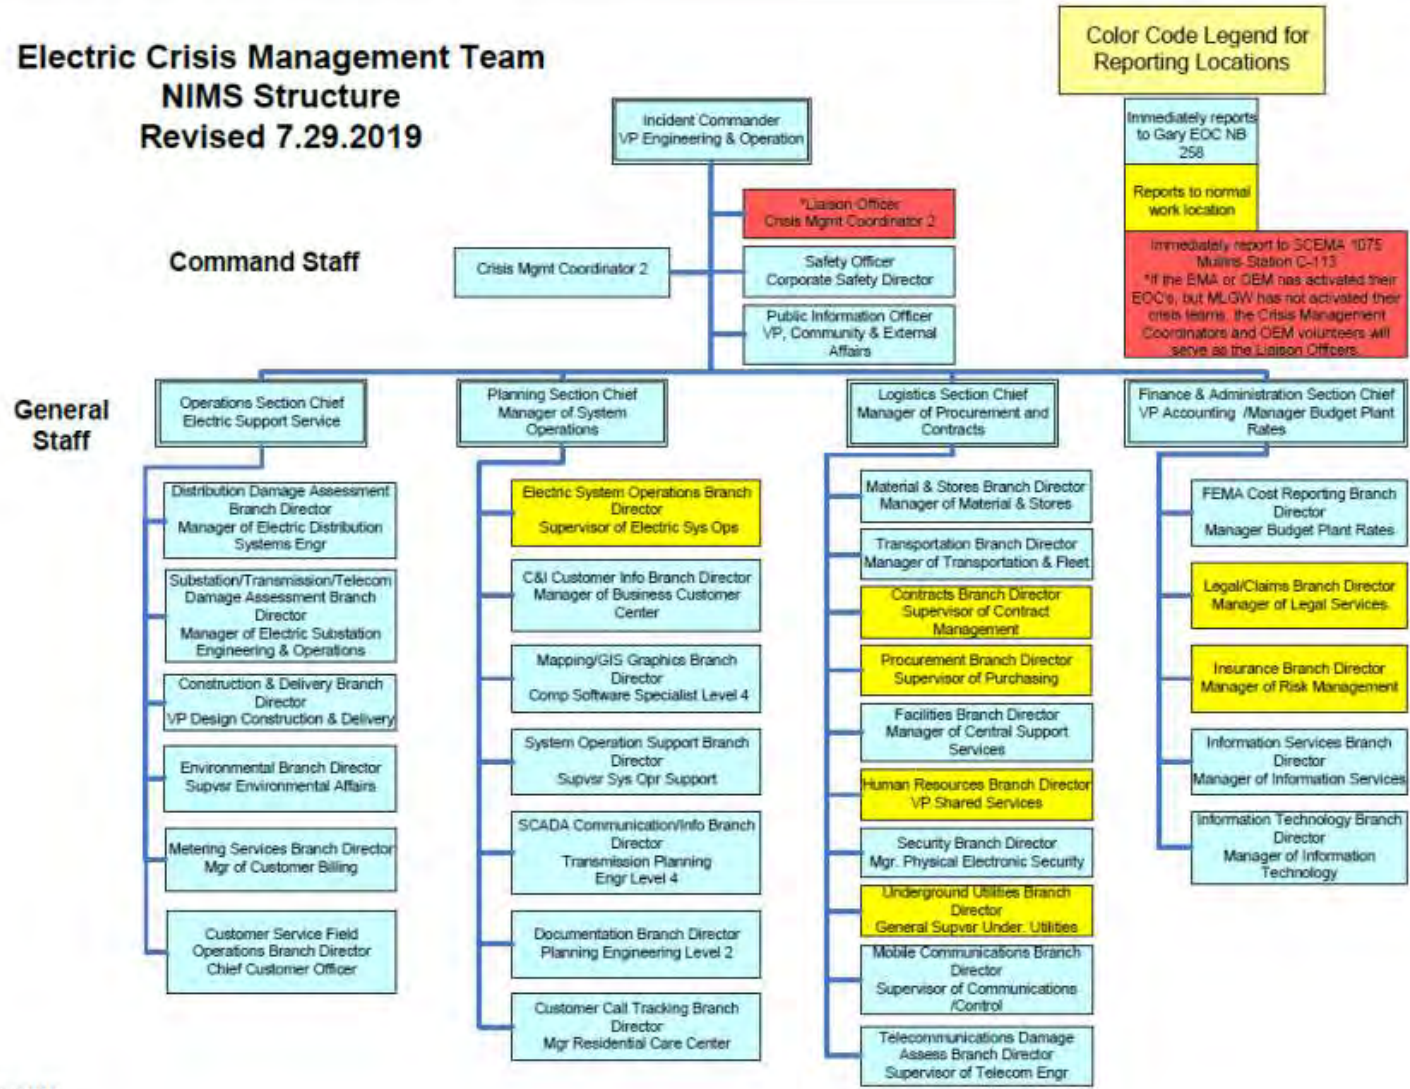 Electric Crisis Management Team
NIMS Structure
Revised 7.29.2019
Color Code Legend for
Reporting Locations
Immediately reports
to Gary EOC NB
258
Reports to normal
work location
Immediately report to SCEMA 1075
Mullins Station C-113
*If the EMA or OEM has activated their
EOC's, but MLGW has not activated their
crisis teams, the Crisis Management
Coordinators and OEM volunteers will
serve as the Liaison Officers.
Incident Commander
VP Engineering & Operation
*Liaison Officer
Crisis Mgmt Coordinator 2
Command Staff
Crisis Mgmt Coordinator 2
Safety Officer
Corporate Safety Director
Public Information Officer
VP, Community & External
Affairs
General
Staff
Operations Section Chief
Electric Support Service
Distribution Damage Assessment
Branch Director
Manager of Electric Distribution
Systems Engr
Substation/Transmission/Telecom
Damage Assessment Branch
Director
Manager of Electric Substation
Engineering & Operations
Construction & Delivery Branch
Director
VP Design Construction & Delivery
Environmental Branch Director
Supvsr Environmental Affairs
Metering Services Branch Director
Mgr of Customer Billing
Customer Service Field
Operations Branch Director
Chief Customer Officer
Planning Section Chief
Manager of System
Operations
Electric System Operations Branch
Director
Supervisor of Electric Sys Ops
C&I Customer Info Branch Director
Manager of Business Customer
Center
Mapping/GIS Graphics Branch
Director
Comp Software Specialist Level 4
System Operation Support Branch
Director
Supvsr Sys Opr Support
SCADA Communication/Info Branch
Director
Transmission Planning
Engr Level 4
Documentation Branch Director
Planning Engineering Level 2
Customer Call Tracking Branch
Director
Mgr Residential Care Center
Logistics Section Chief
Manager of Procurement and
Contracts
Material & Stores Branch Director
Manager of Material & Stores
Transportation Branch Director
Manager of Transportation & Fleet
Contracts Branch Director
Supervisor of Contract
Management
Procurement Branch Director
Supervisor of Purchasing
Facilities Branch Director
Manager of Central Support
Services
Human Resources Branch Director
VP Shared Services
Security Branch Director
Mgr. Physical Electronic Security
Underground Utilities Branch
Director
General Supvsr Under. Utilities
Mobile Communications Branch
Director
Supervisor of Communications
/Control
Telecommunications Damage
Assess Branch Director
Supervisor of Telecom Engr
Finance & Administration Section Chief
VP Accounting /Manager Budget Plant
Rates
FEMA Cost Reporting Branch
Director
Manager Budget Plant Rates
Legal/Claims Branch Director
Manager of Legal Services
Insurance Branch Director
Manager of Risk Management
Information Services Branch
Director
Manager of Information Services
Information Technology Branch
Director
Manager of Information
Technology